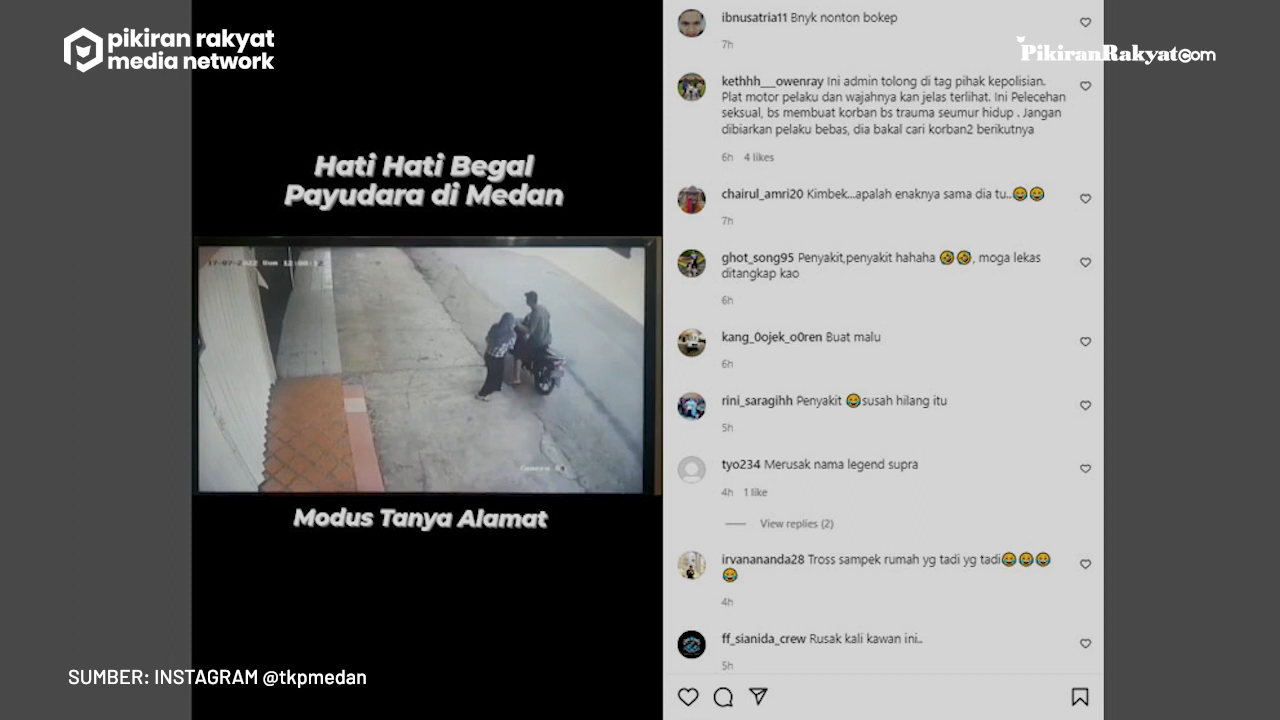 pikiran rakyat
media network
PikiranRakyat.com
Hati Hati Begal
Payudara di Medan
17-07-2022
Modus Tanya Alamat
SUMBER: INSTAGRAM @tkpmedan
ibnusatria11 Bnyk nonton bokep
7h
kethhh___owenray Ini admin tolong di tag pihak kepolisian.
Plat motor pelaku dan wajahnya kan jelas terlihat. Ini Pelecehan
seksual, bs membuat korban bs trauma seumur hidup . Jangan
dibiarkan pelaku bebas, dia bakal cari korban2 berikutnya
6h 4 likes
chairul_amri20 Kimbek...apalah enaknya sama dia tu..😂😂
7h
ghot_song95 Penyakit,penyakit hahaha 🤣🤣, moga lekas
ditangkap kao
6h
kang_0ojek_o0ren Buat malu
6h
rini_saragihh Penyakit 😂susah hilang itu
5h
tyo234 Merusak nama legend supra
4h 1 like
View replies (2)
irvanananda28 Tross sampek rumah yg tadi yg tadi😂😂😂
😂
4h
ff_sianida_crew Rusak kali kawan ini..
5h